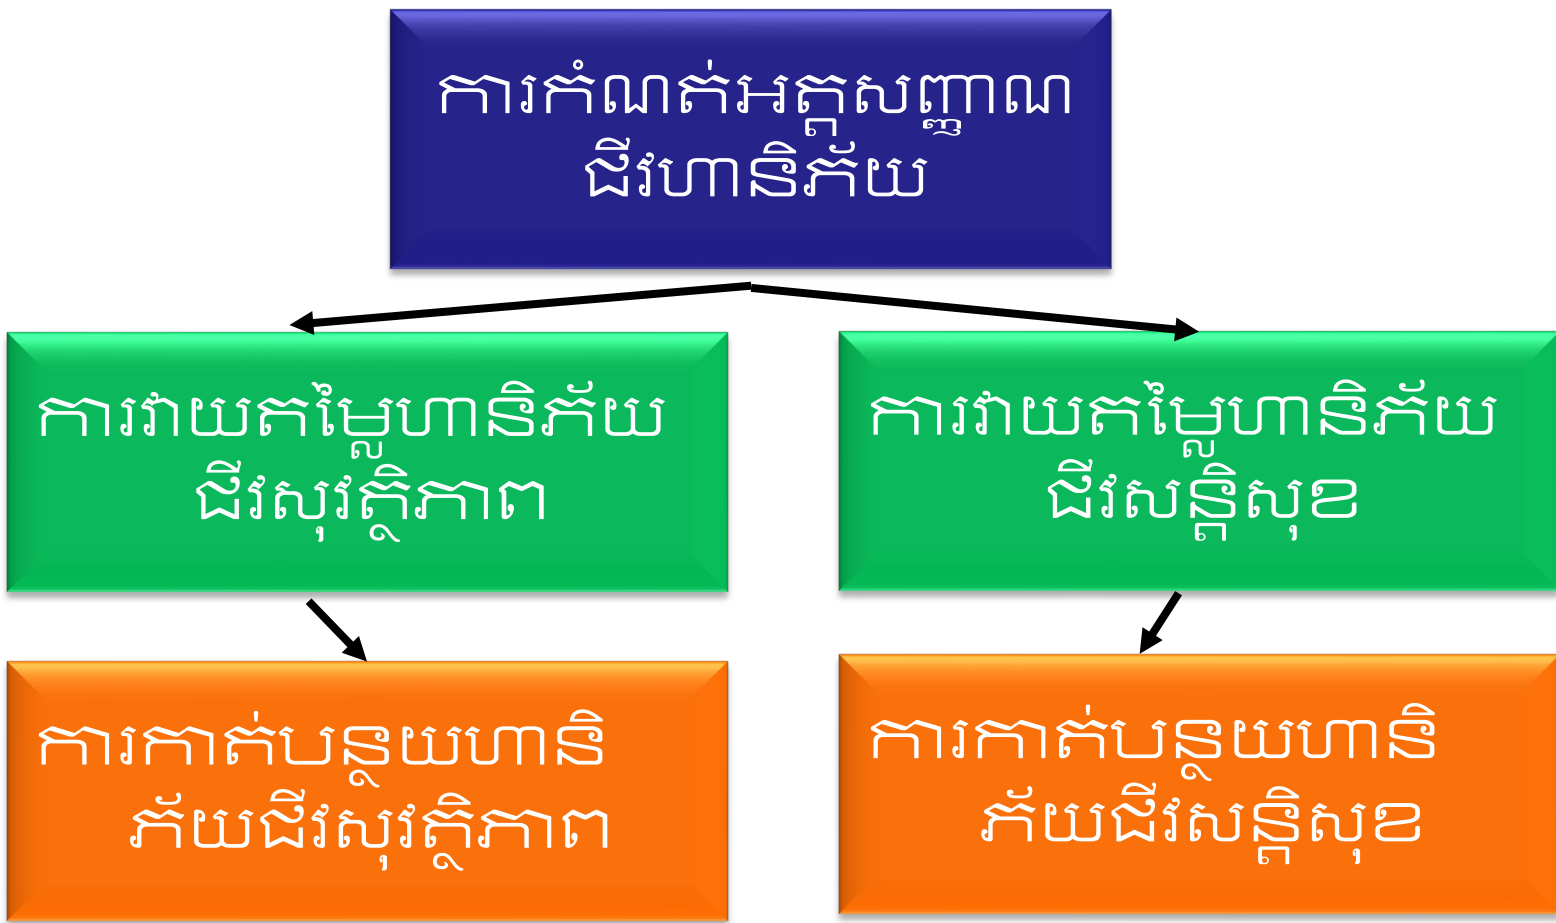 ការកំណត់អត្តសញ្ញាណ
ជីវហានិភ័យ
ការវាយតម្លៃហានិភ័យ
ជីវសុវត្ថិភាព
ការវាយតម្លៃហានិភ័យ
ជីវសន្តិសុខ
ការកាត់បន្ថយហានិ
ភ័យជីវសុវត្ថិភាព
ការកាត់បន្ថយហានិ
ភ័យជីវសន្តិសុខ